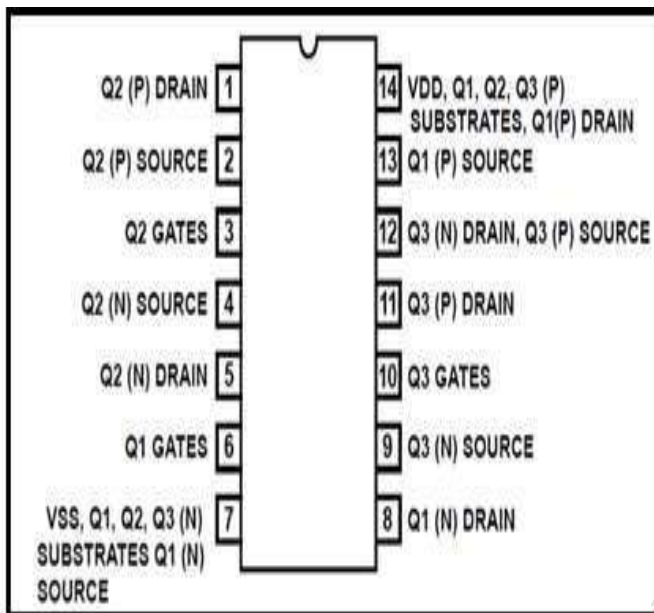 Q2 (P) DRAIN 1
Q2 (P) SOURCE 2
Q2 GATES 3
Q2 (N) SOURCE 4
Q2 (N) DRAIN 5
Q1 GATES 6
VSS, Q1, Q2, Q3 (N) 7
SUBSTRATES Q1 (N)
SOURCE
14 VDD, Q1, Q2, Q3 (P)
SUBSTRATES, Q1(P) DRAIN
13 Q1 (P) SOURCE
12 Q3 (N) DRAIN, Q3 (P) SOURCE
11 Q3 (P) DRAIN
10 Q3 GATES
9 Q3 (N) SOURCE
8 Q1 (N) DRAIN